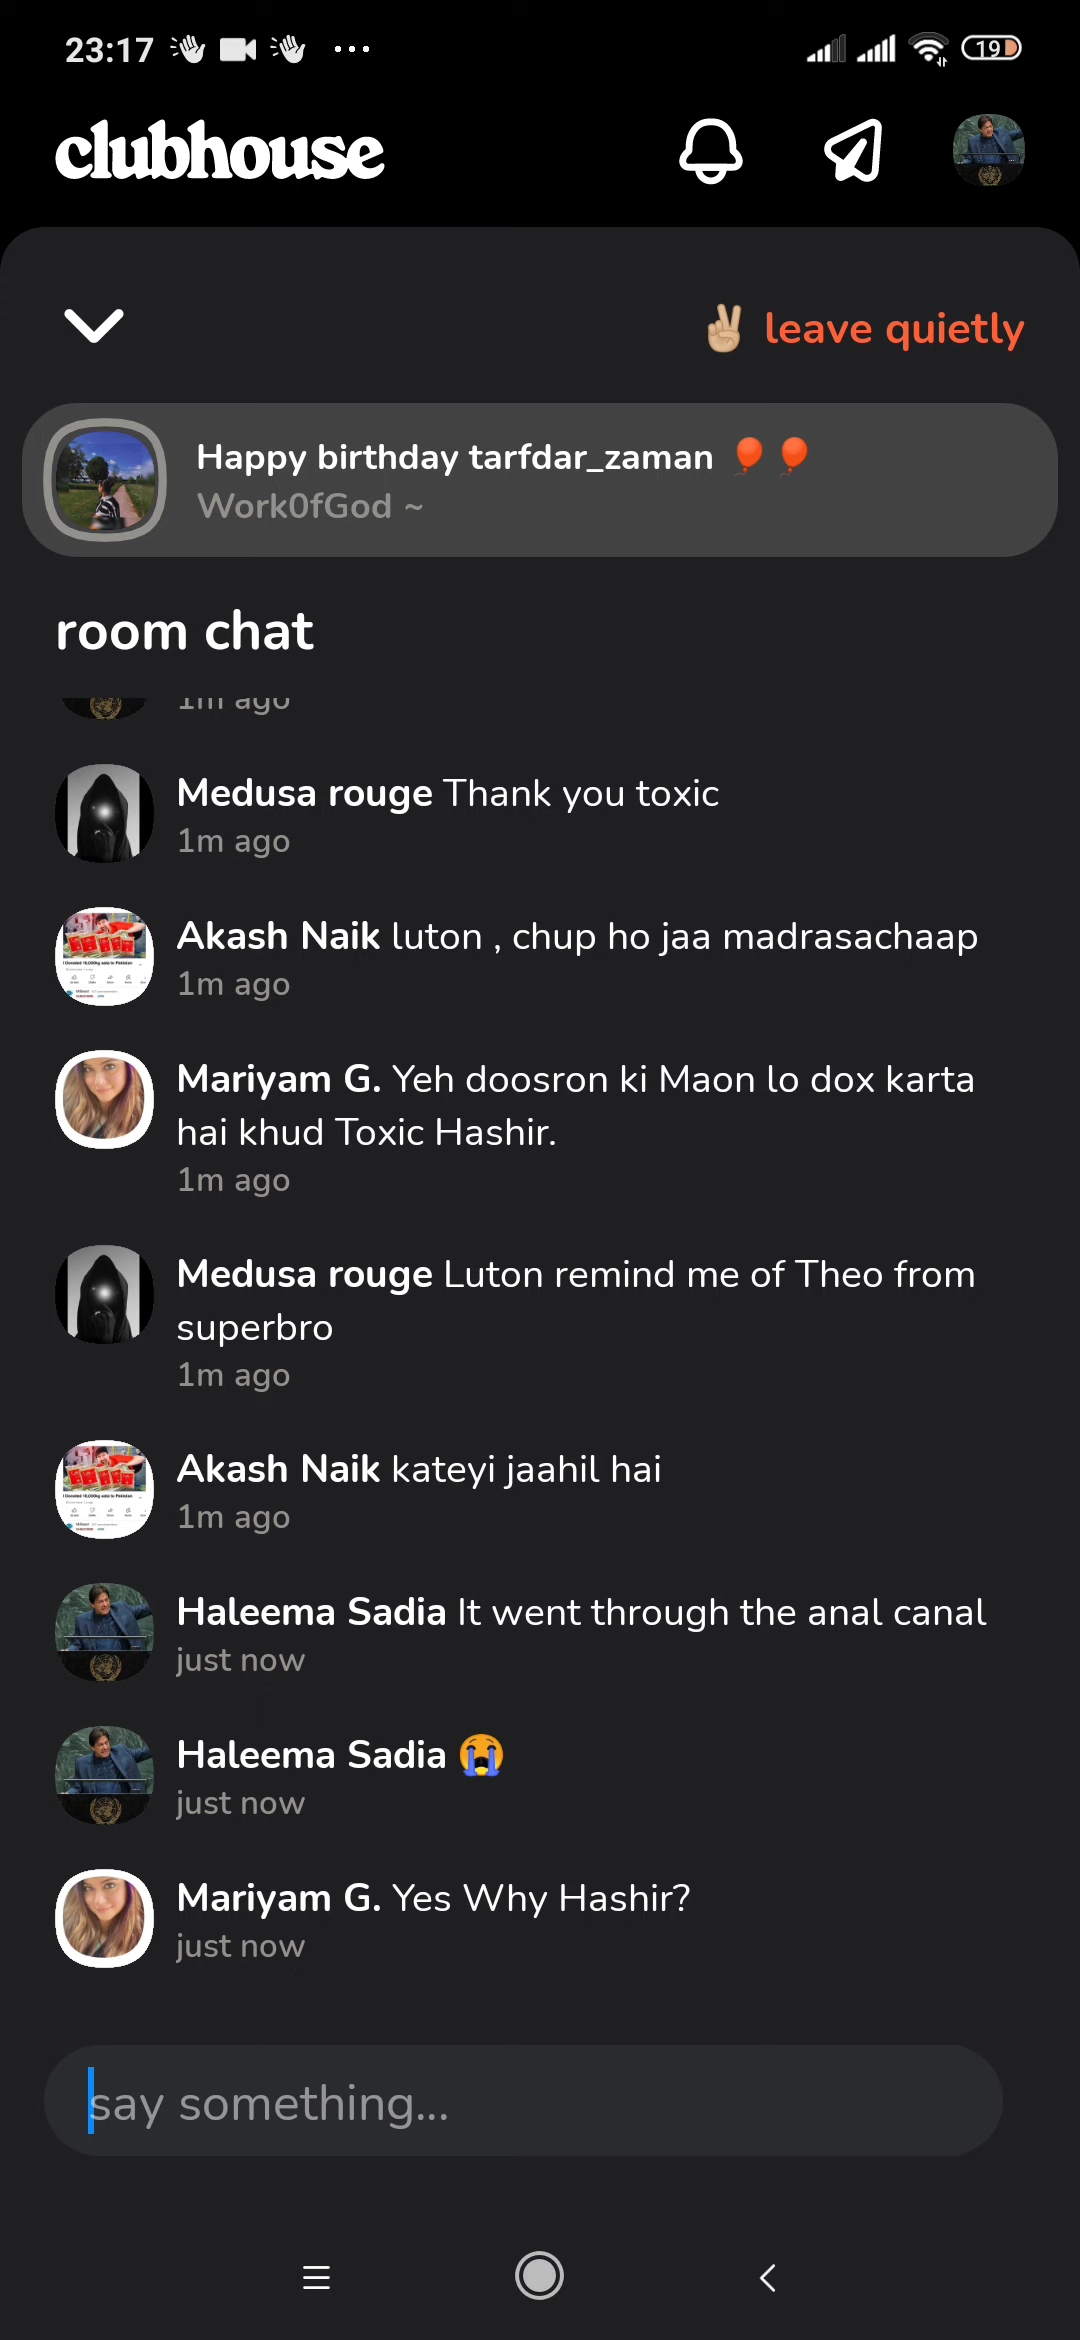 23:17
19
clubhouse
leave quietly
Happy birthday tarfdar_zaman
Work0fGod ~
room chat
1m ago
Medusa rouge Thank you toxic
1m ago
Akash Naik luton , chup ho jaa madrasachaap
1m ago
Mariyam G. Yeh doosron ki Maon lo dox karta
hai khud Toxic Hashir.
1m ago
Medusa rouge Luton remind me of Theo from
superbro
1m ago
Akash Naik kateyi jaahil hai
1m ago
Haleema Sadia It went through the anal canal
just now
Haleema Sadia 😭
just now
Mariyam G. Yes Why Hashir?
just now
say something...